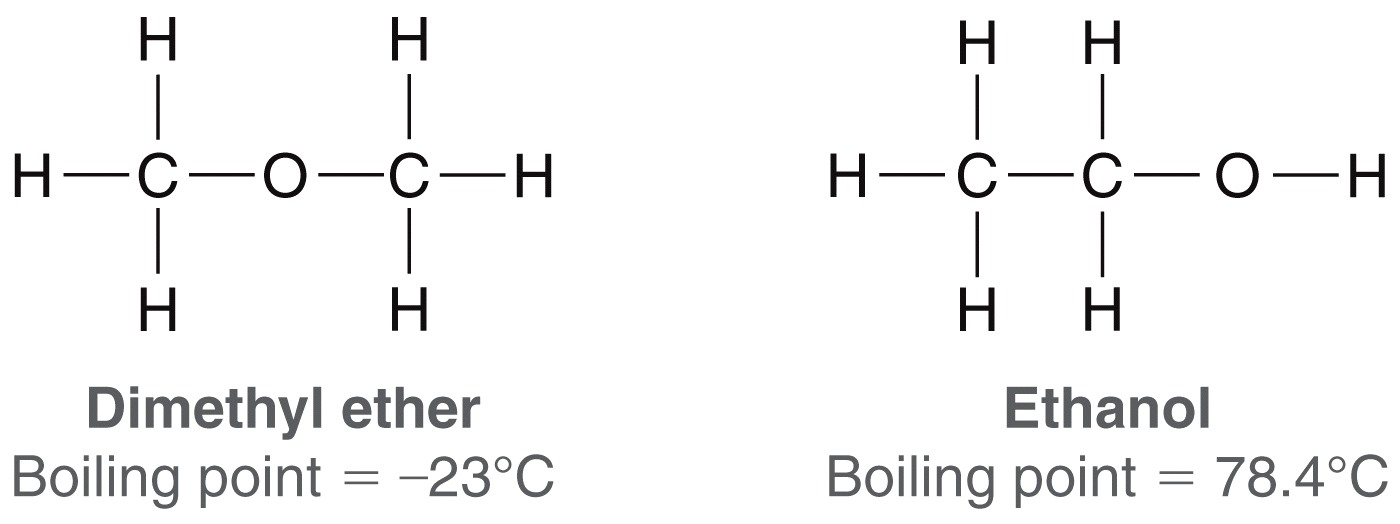 H H H H
H C O C H H C C O H
H H H H
Dimethyl ether Ethanol
Boiling point = –23°C Boiling point = 78.4°C